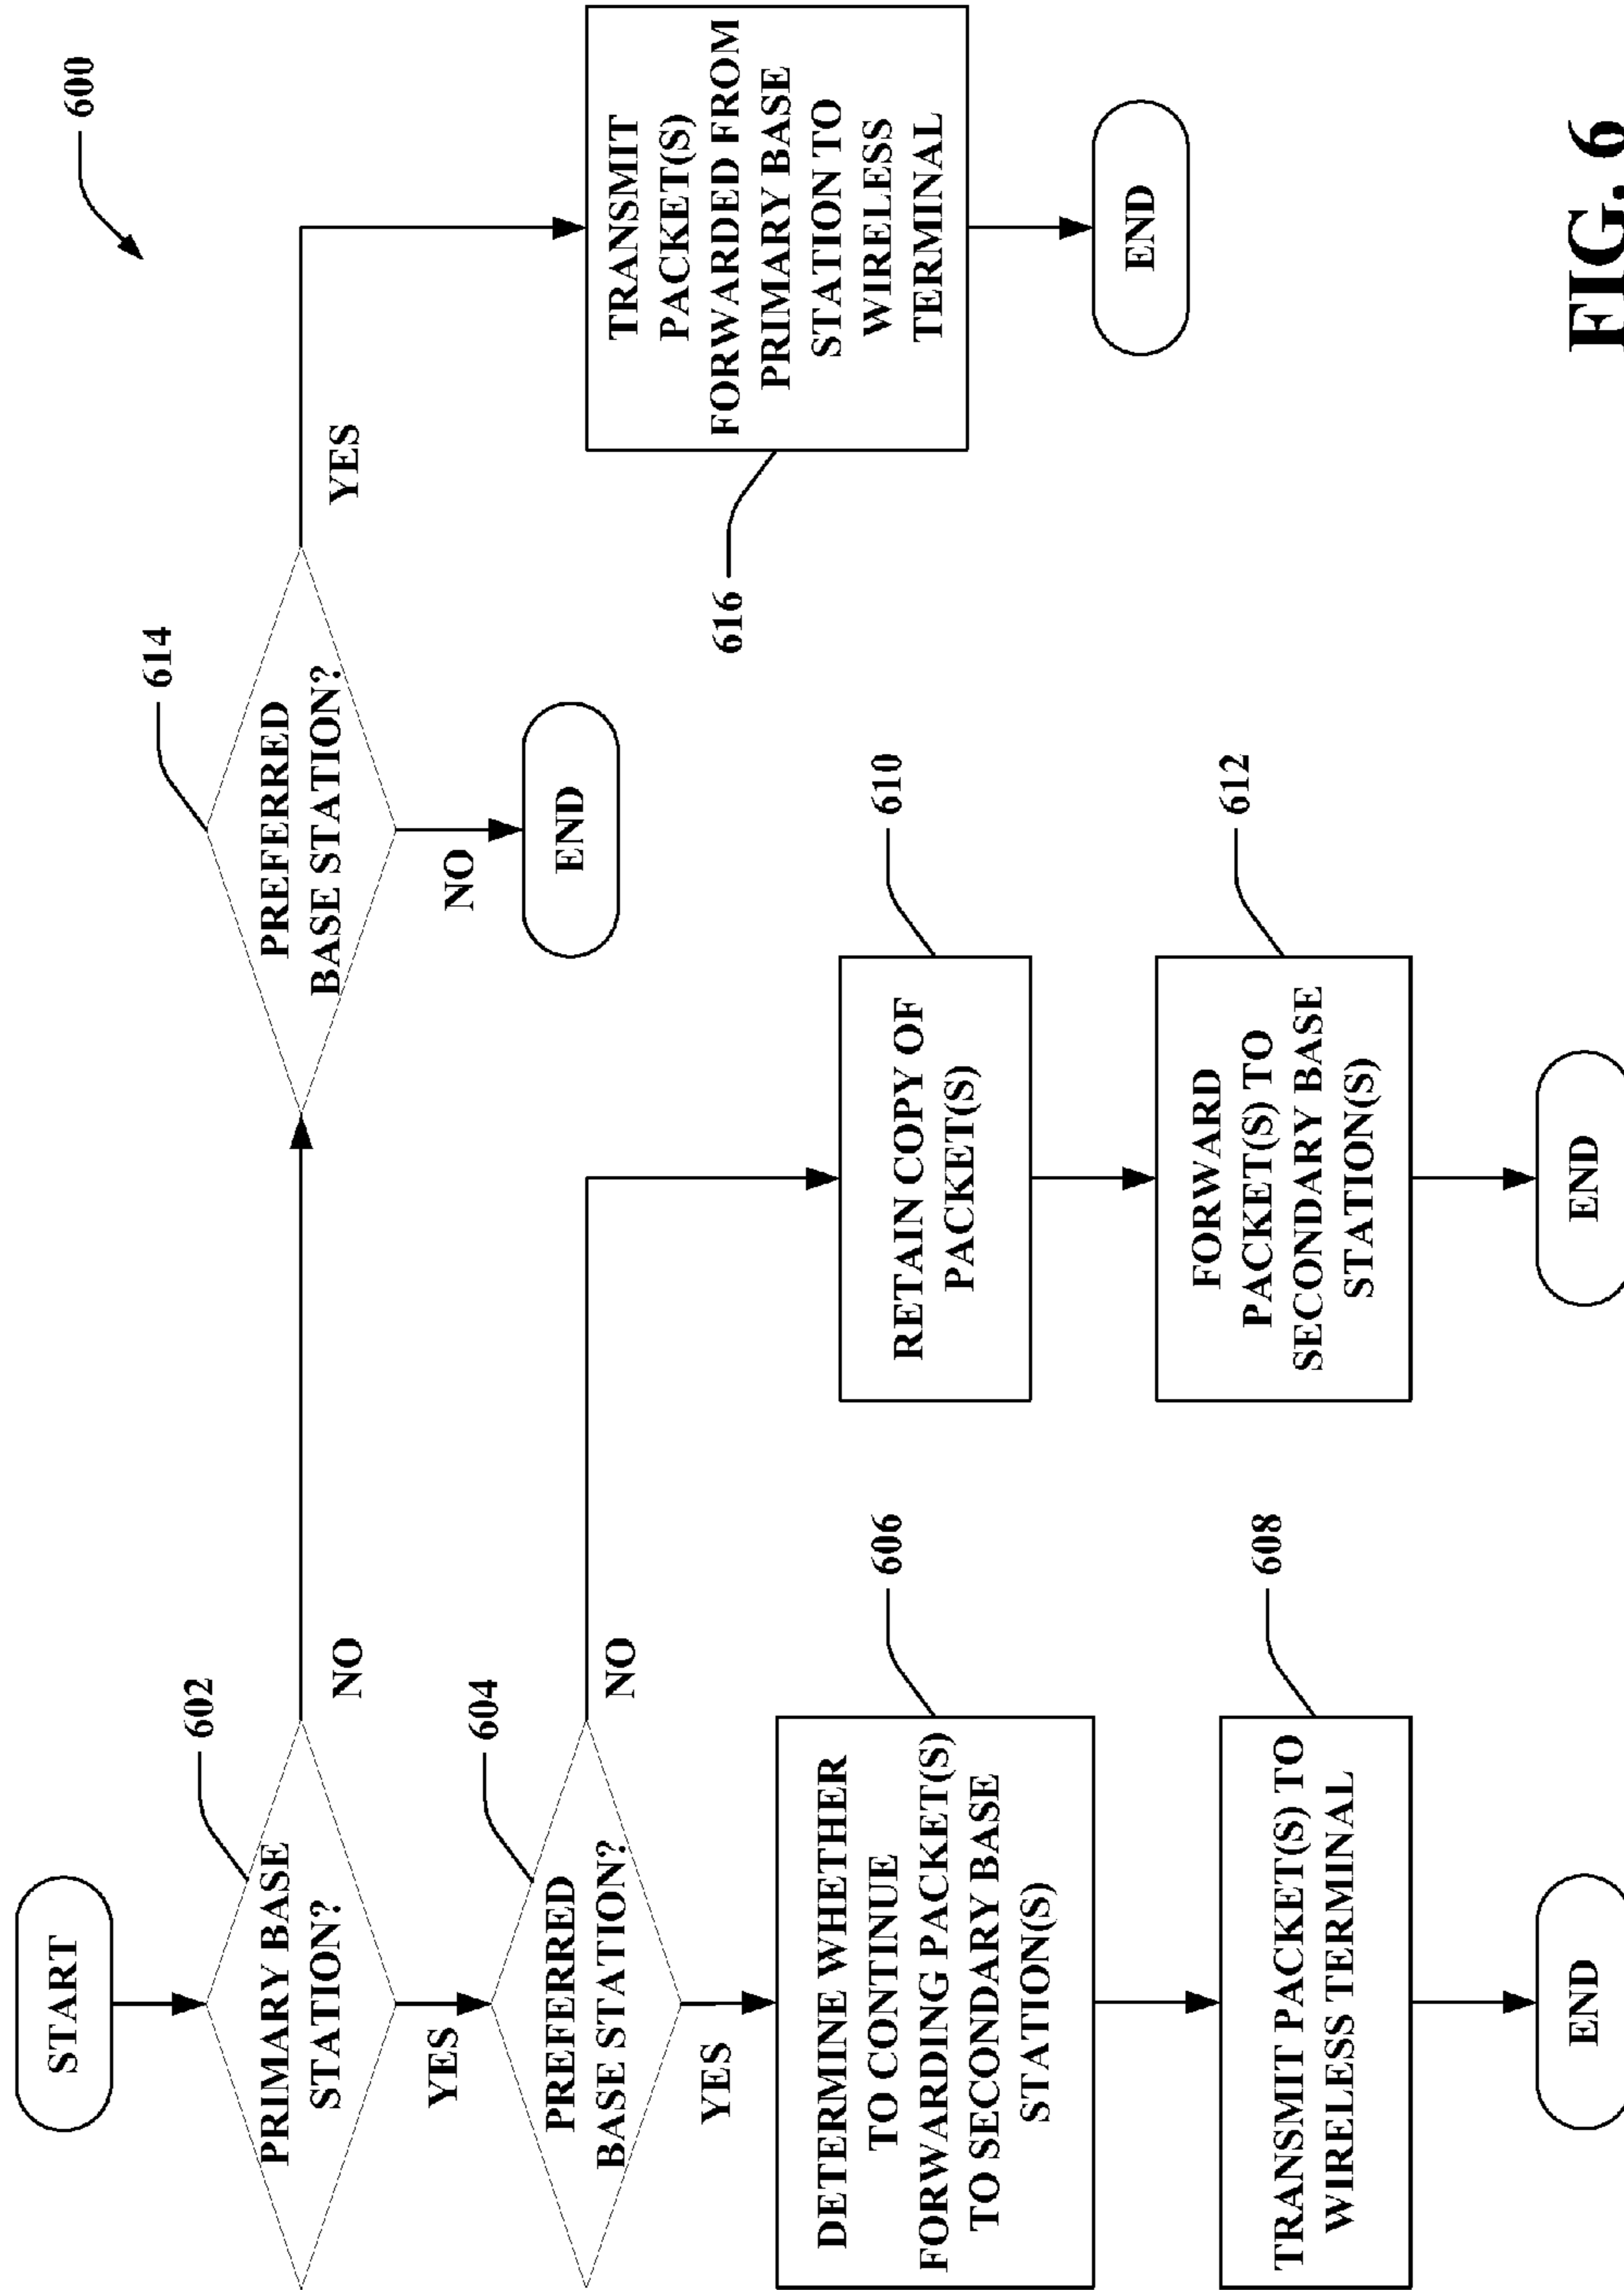 600
START
602
PRIMARY BASE
STATION?
NO
YES
604
PREFERRED
BASE STATION?
NO
YES
606
DETERMINE WHETHER
TO CONTINUE
FORWARDING PACKET(S)
TO SECONDARY BASE
STATION(S)
608
TRANSMIT PACKET(S) TO
WIRELESS TERMINAL
END
610
RETAIN COPY OF
PACKET(S)
612
FORWARD
PACKET(S) TO
SECONDARY BASE
STATION(S)
END
614
PREFERRED
BASE STATION?
NO
END
YES
616
TRANSMIT
PACKET(S)
FORWARDED FROM
PRIMARY BASE
STATION TO
WIRELESS
TERMINAL
END
FIG. 6